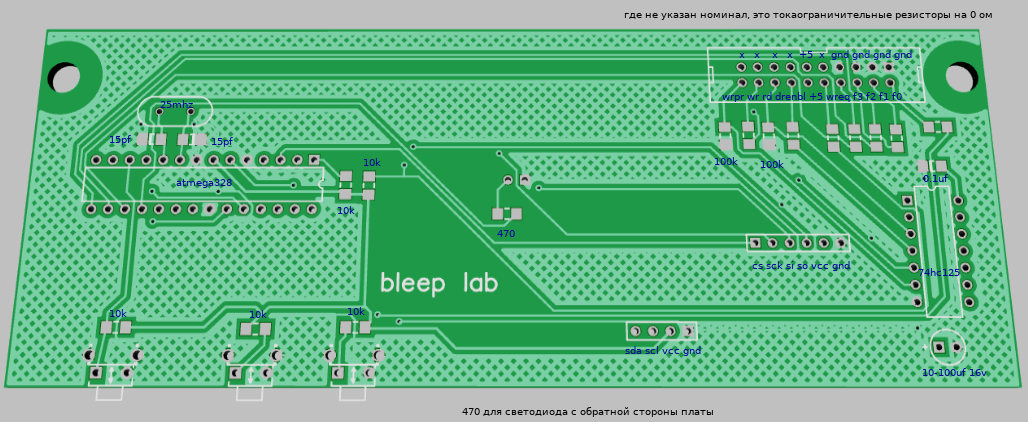 где не указан номинал, это токаограничительные резисторы на 0 ом
x x x x +5 x gnd gnd gnd gnd
wrpr wr rd drenbl +5 wreq f3 f2 f1 f0
25mhz
15pf
15pf
10k
100k
100k
0.1uf
atmega328
10k
470
cs sck si so vcc gnd
74hc125
bleep lab
10k
10k
10k
sda scl vcc gnd
+
10-100uf 16v
470 для светодиода с обратной стороны платы